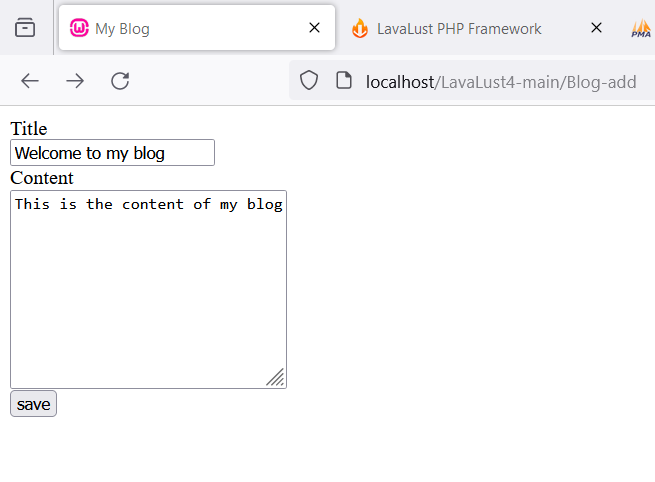 My Blog
LavaLust PHP Framework
PMA
localhost/LavaLust4-main/Blog-add
Title
Welcome to my blog
Content
This is the content of my blog
save